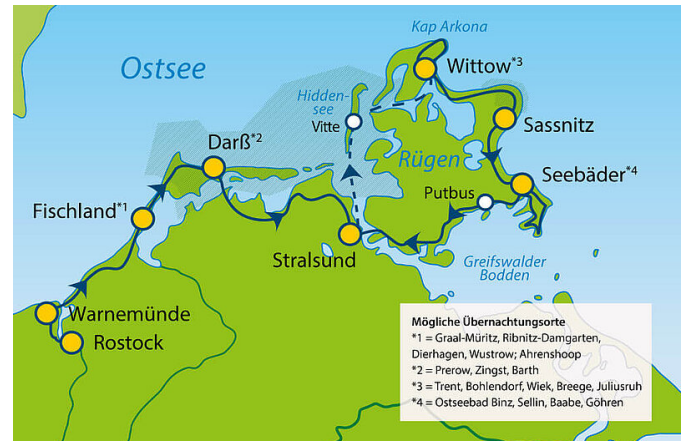 Kap Arkona
Ostsee
Wittow*3
Hidden-
see
Vitte
Sassnitz
Darß*2
Rügen
Seebäder*4
Putbus
Fischland*1
Stralsund
Greifswalder
Bodden
Warnemünde
Rostock
Mögliche Übernachtungsorte
*1 = Graal-Müritz, Ribnitz-Damgarten,
Dierhagen, Wustrow; Ahrenshoop
*2 = Prerow, Zingst, Barth
*3 = Trent, Bohlendorf, Wiek, Breege, Juliusruh
*4 = Ostseebad Binz, Sellin, Baabe, Göhren